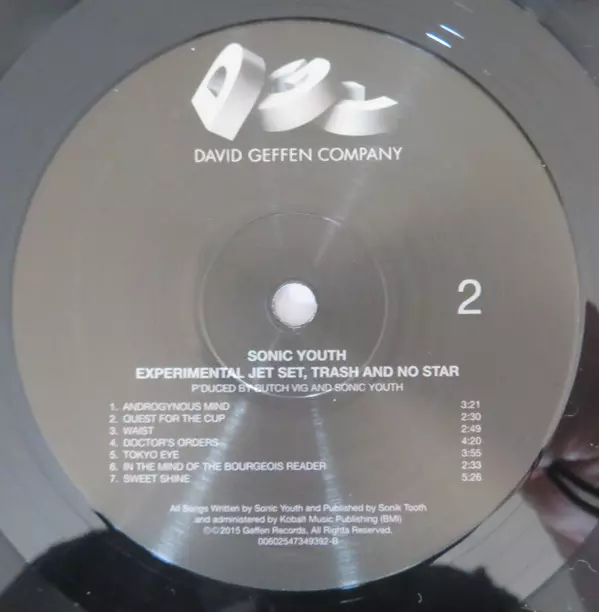 DGC
DAVID GEFFEN COMPANY
2
SONIC YOUTH
EXPERIMENTAL JET SET, TRASH AND NO STAR
P'DUCED BY BUTCH VIG AND SONIC YOUTH
1. ANDROGYNOUS MIND 3:21
2. QUEST FOR THE CUP 2:30
3. WAIST 2:49
4. DOCTOR'S ORDERS 4:20
5. TOKYO EYE 3:55
6. IN THE MIND OF THE BOURGEOIS READER 2:33
7. SWEET SHINE 5:26
All Songs Written by Sonic Youth and Published by Sonik Tooth
and administered by Kobalt Music Publishing (BMI)
℗©2015 Geffen Records. All Rights Reserved.
00602547349392-B